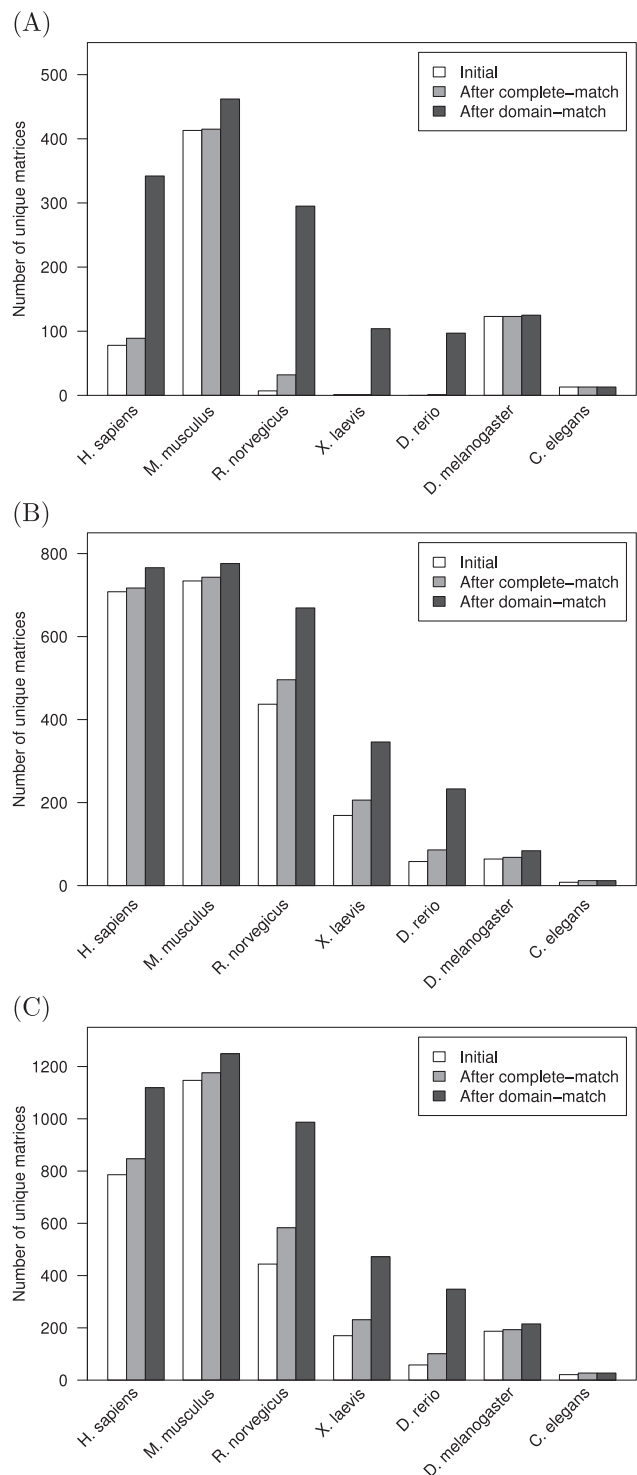 (A)
Number of unique matrices
500
400
300
200
100
0
Initial
After complete–match
After domain–match
H. sapiens
M. musculus
R. norvegicus
X. laevis
D. rerio
D. melanogaster
C. elegans
(B)
Number of unique matrices
800
600
400
200
0
Initial
After complete–match
After domain–match
H. sapiens
M. musculus
R. norvegicus
X. laevis
D. rerio
D. melanogaster
C. elegans
(C)
Number of unique matrices
1200
1000
800
600
400
200
0
Initial
After complete–match
After domain–match
H. sapiens
M. musculus
R. norvegicus
X. laevis
D. rerio
D. melanogaster
C. elegans